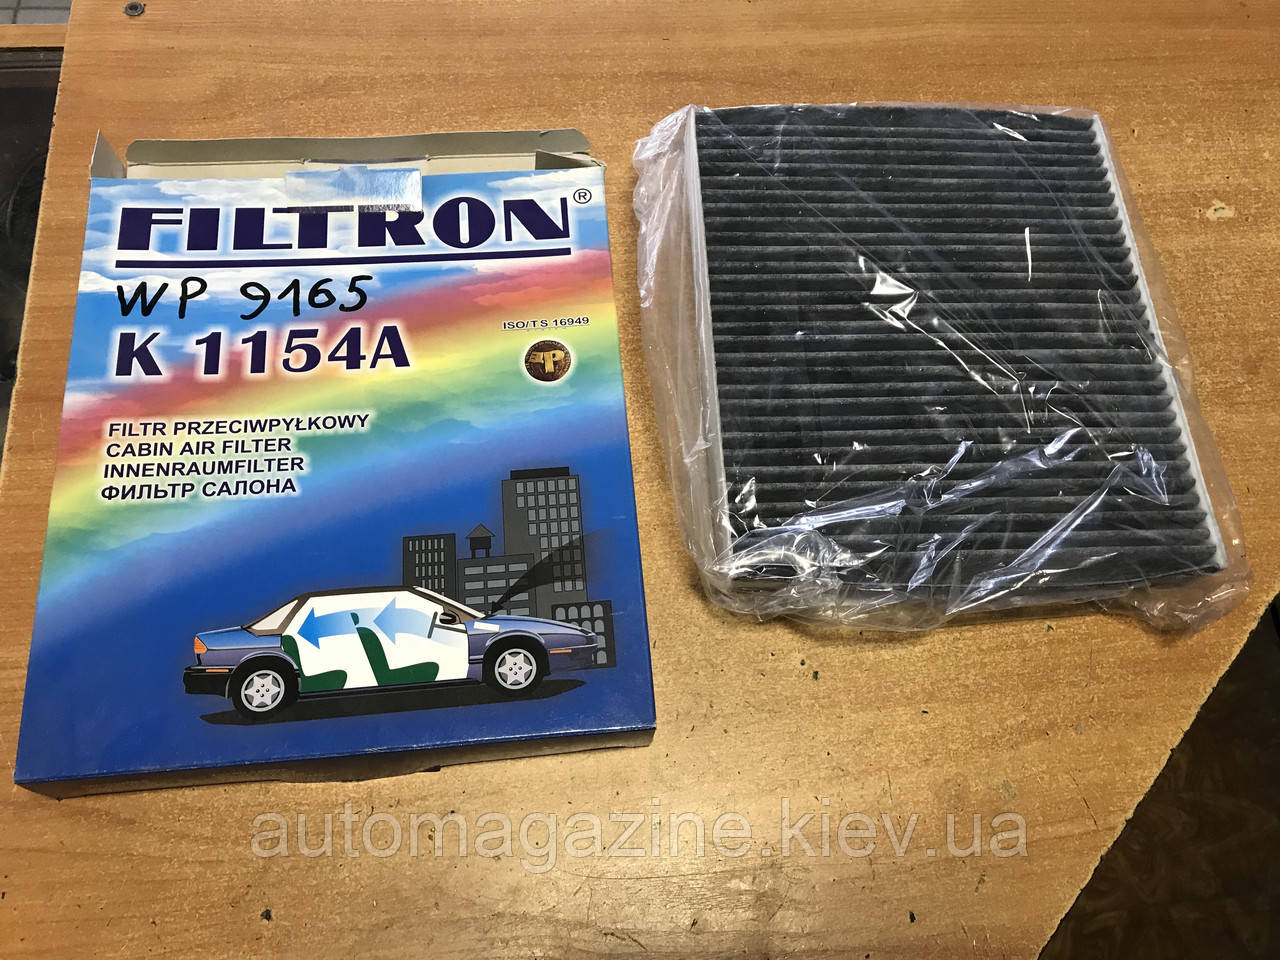 FILTRON®
WP 9165
K 1154A
ISO/TS 16949
FILTR PRZECIWPYŁKOWY
CABIN AIR FILTER
INNENRAUMFILTER
ФИЛЬТР САЛОНА
automagazine.kiev.ua